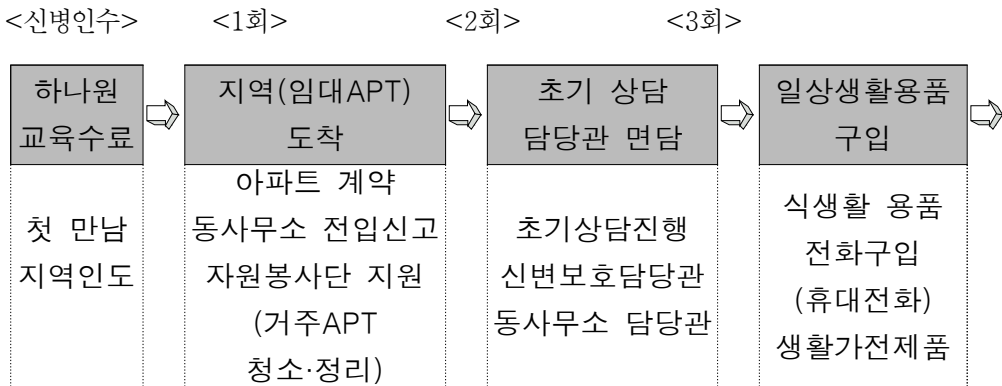 <신병인수> <1회> <2회> <3회>
하나원
교육수료
지역(임대APT)
도착
초기 상담
담당관 면담
일상생활용품
구입
첫 만남
지역인도
아파트 계약
동사무소 전입신고
자원봉사단 지원
(거주APT
청소·정리)
초기상담진행
신변보호담당관
동사무소 담당관
식생활 용품
전화구입
(휴대전화)
생활가전제품